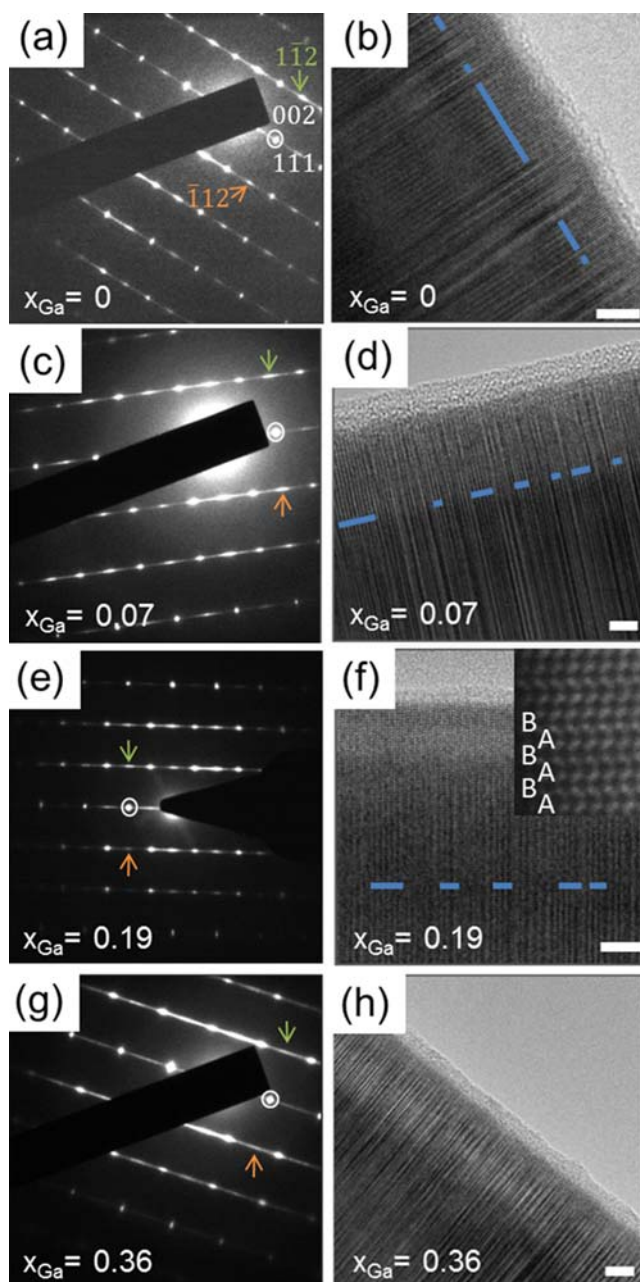 (a)
11̅2
002
111
1̅12
xGa= 0
(b)
xGa= 0
(c)
xGa= 0.07
(d)
xGa= 0.07
(e)
xGa= 0.19
(f)
B
A
B
A
B
A
xGa= 0.19
(g)
xGa= 0.36
(h)
xGa= 0.36